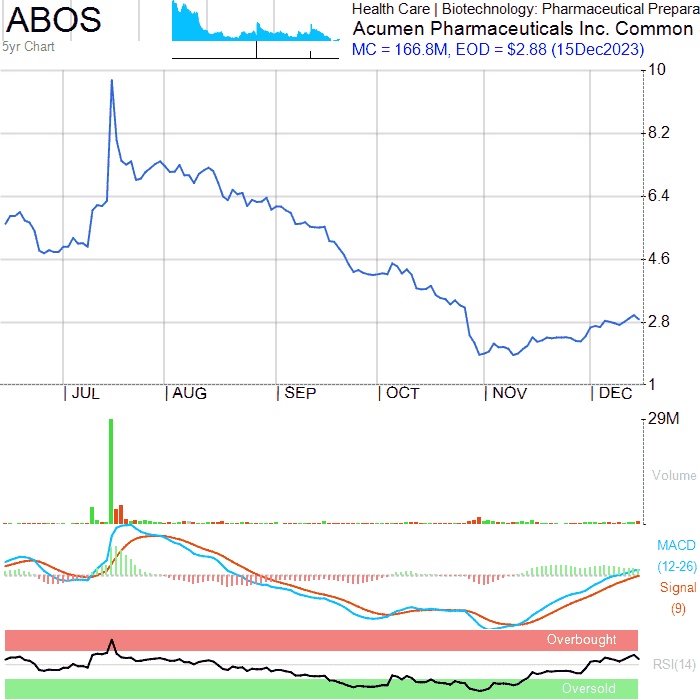 ABOS
5yr Chart
Health Care | Biotechnology: Pharmaceutical Prepara
Acumen Pharmaceuticals Inc. Common
MC = 166.8M, EOD = $2.88 (15Dec2023)
10
8.2
6.4
4.6
2.8
1
| JUL | AUG | SEP | OCT | NOV | DEC
29M
Volume
MACD
(12-26)
Signal
(9)
Overbought
RSI(14)
Oversold